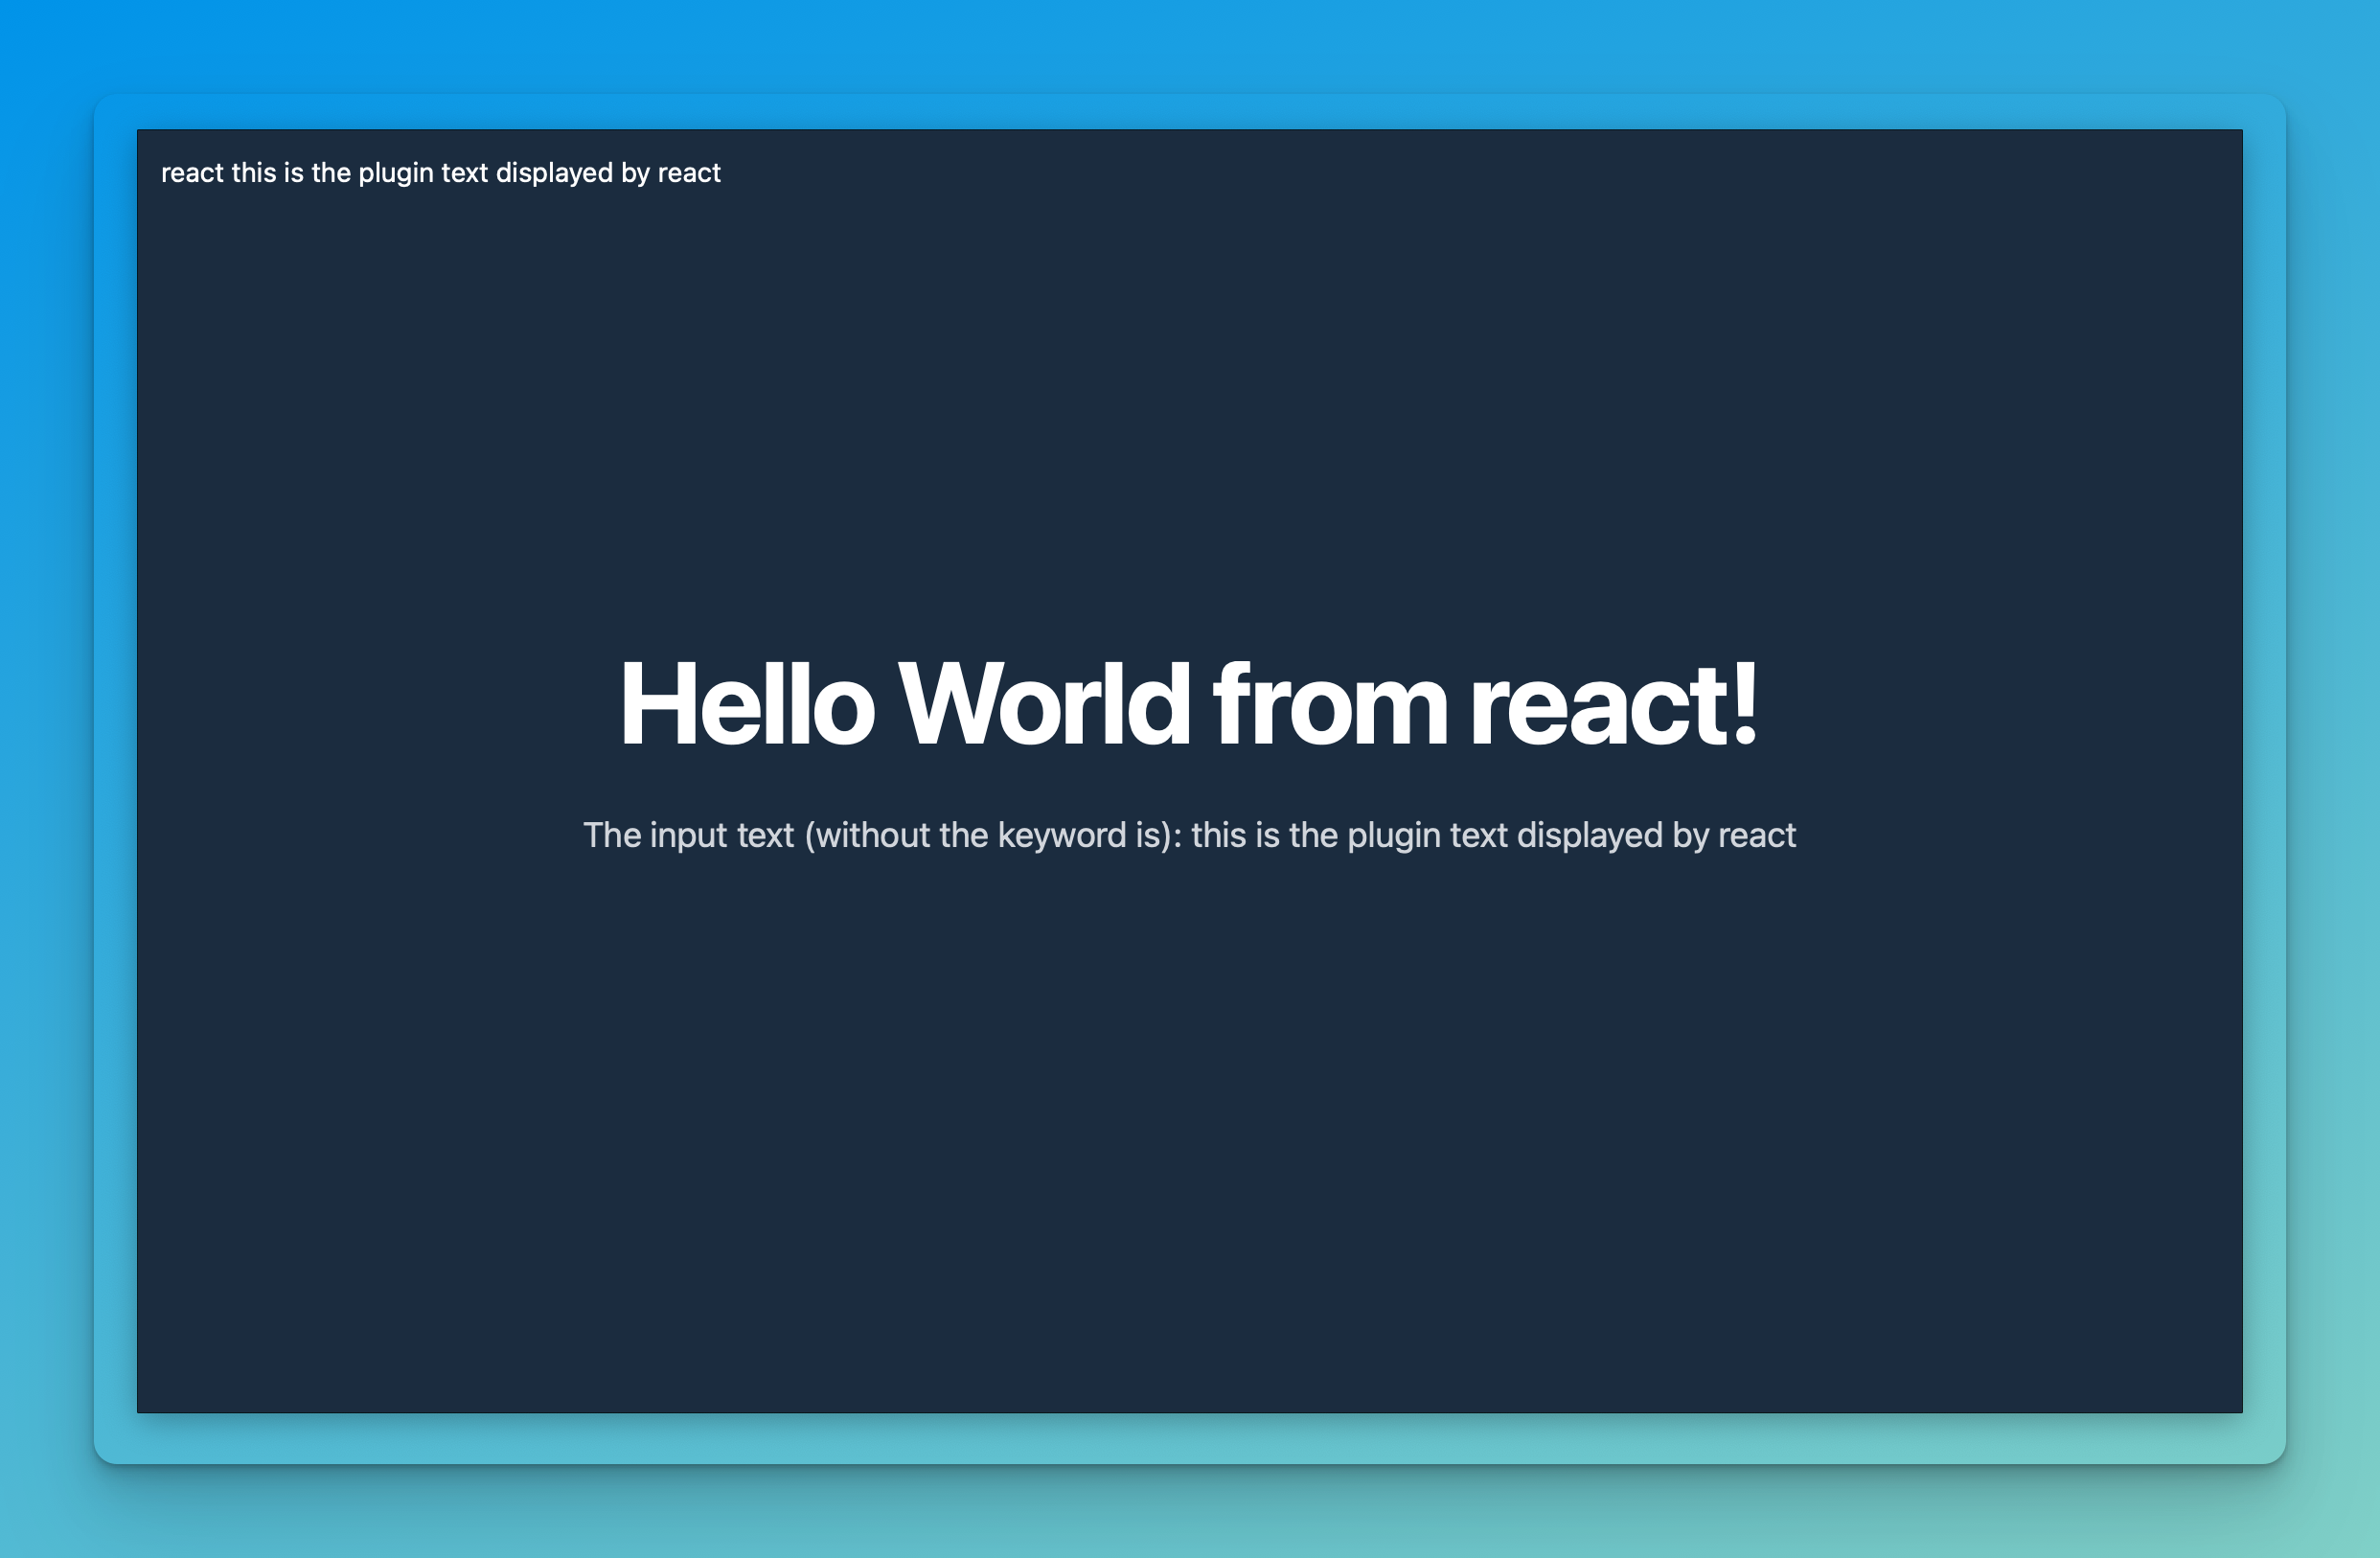 react this is the plugin text displayed by react
Hello World from react!
The input text (without the keyword is): this is the plugin text displayed by react